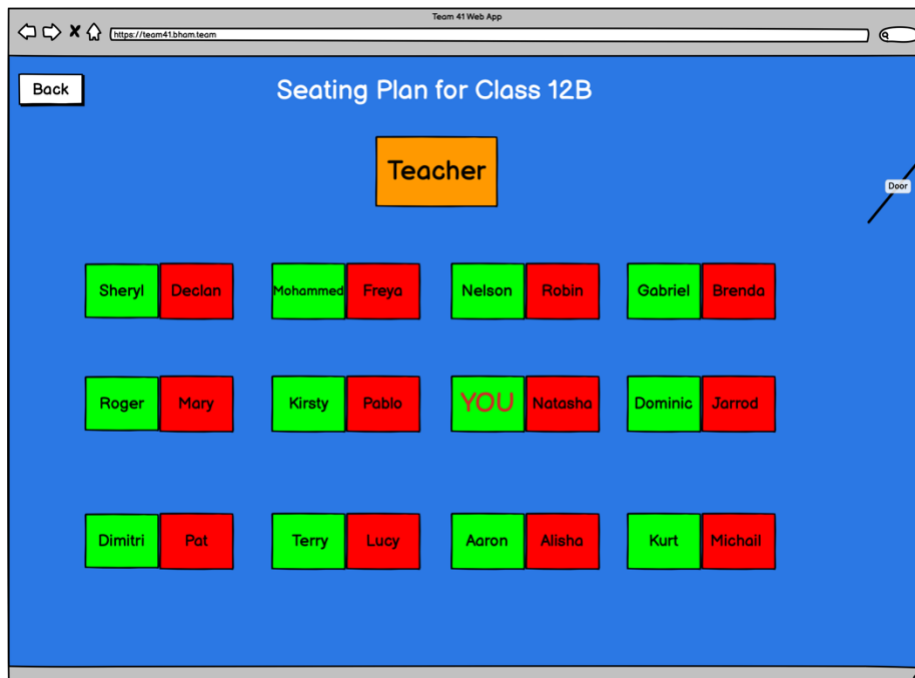 Team 41 Web App
https://team41.bham.team
Back
Seating Plan for Class 12B
Teacher
Door
Sheryl Declan Mohammed Freya Nelson Robin Gabriel Brenda
Roger Mary Kirsty Pablo YOU Natasha Dominic Jarrod
Dimitri Pat Terry Lucy Aaron Alisha Kurt Michail